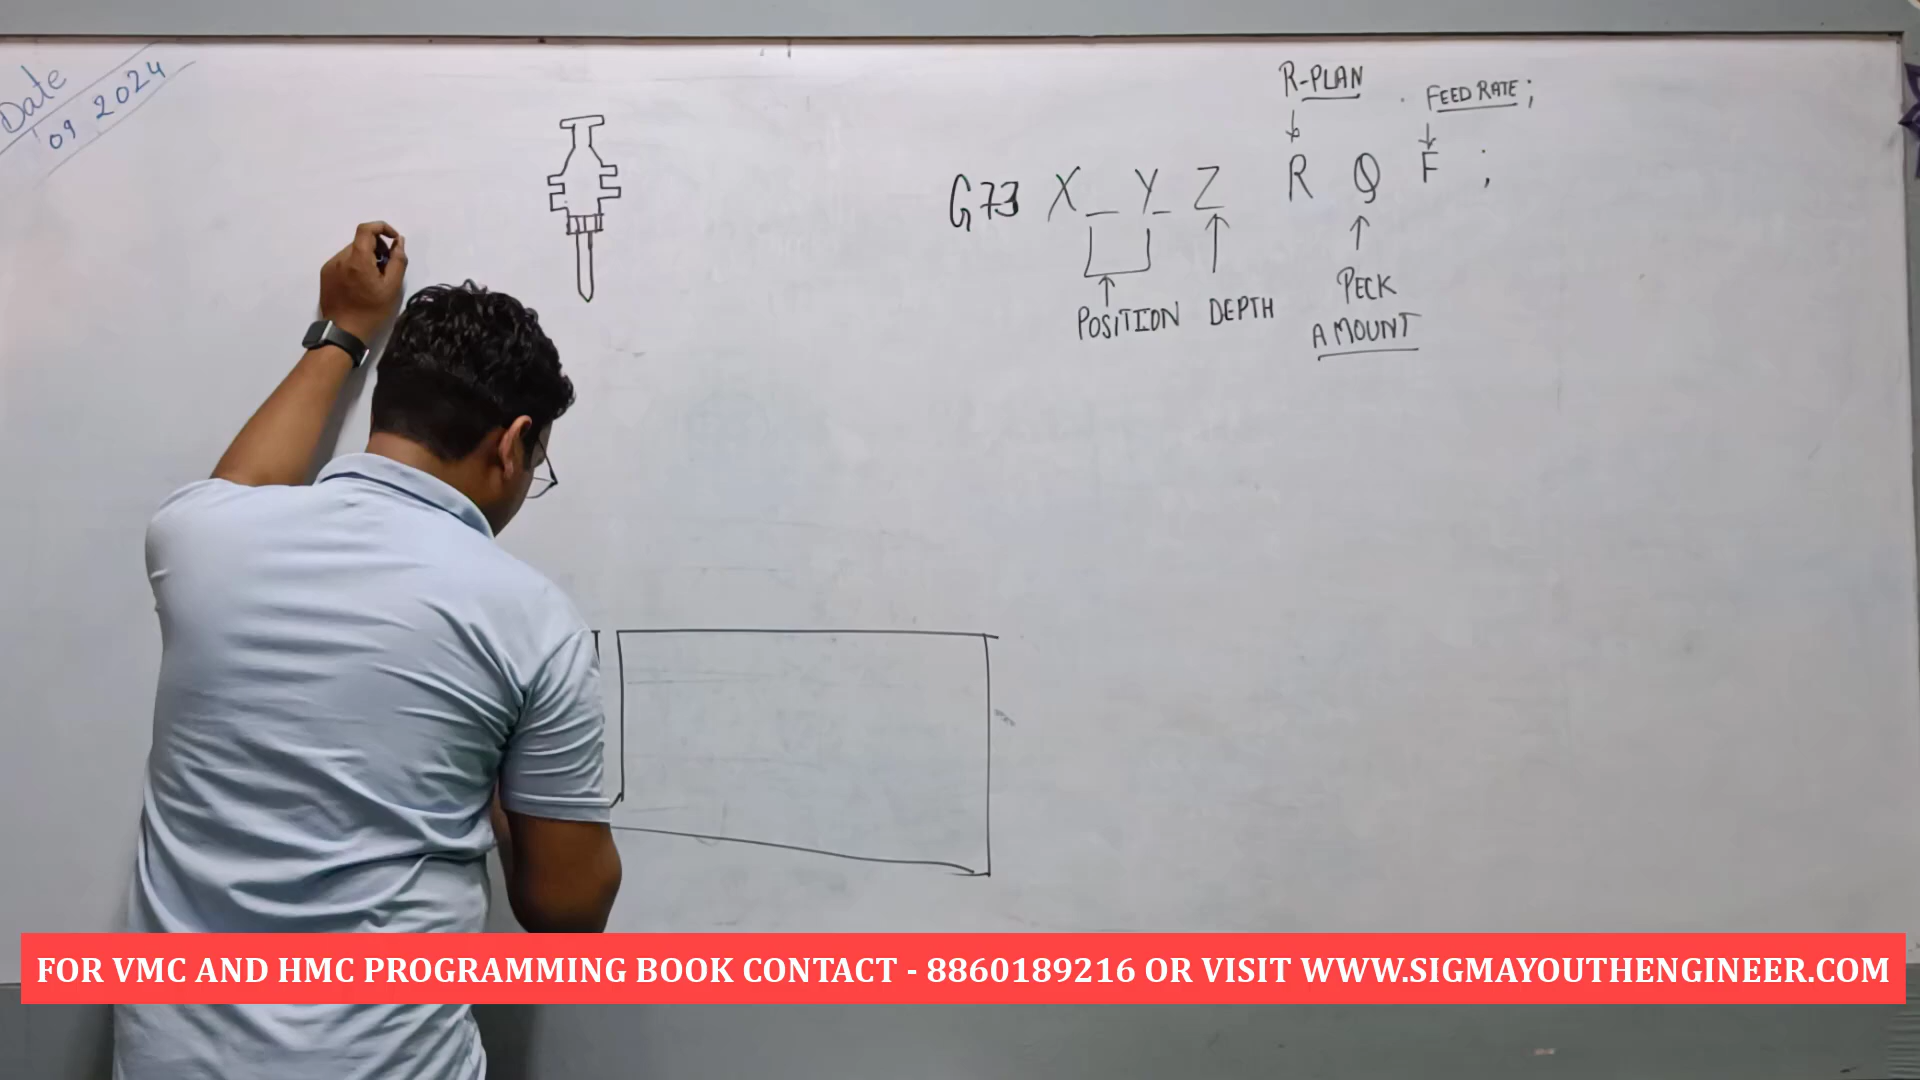 Date
09 2024
R-PLAN
FEED RATE;
G73 X_ Y_ Z R Q F ;
POSITION DEPTH
PECK
AMOUNT
FOR VMC AND HMC PROGRAMMING BOOK CONTACT - 8860189216 OR VISIT WWW.SIGMAYOUTHENGINEER.COM